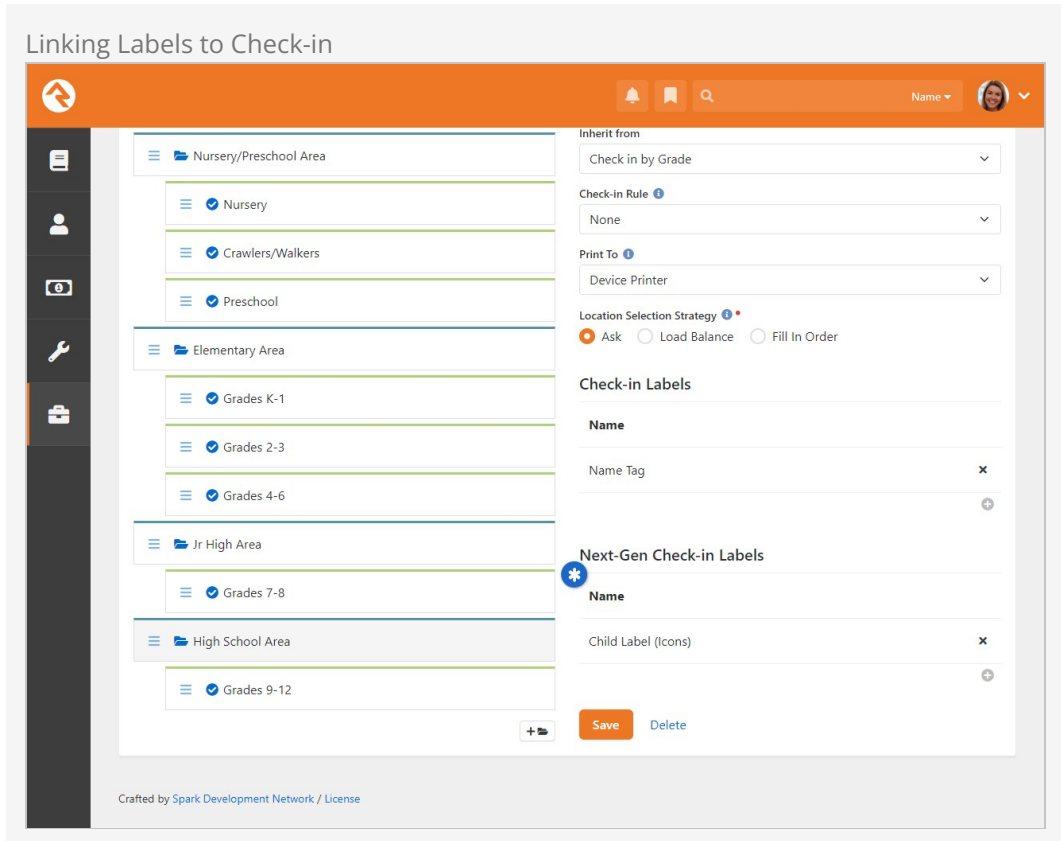 Linking Labels to Check-in
Name
Nursery/Preschool Area
Nursery
Crawlers/Walkers
Preschool
Elementary Area
Grades K-1
Grades 2-3
Grades 4-6
Jr High Area
Grades 7-8
High School Area
Grades 9-12
Inherit from
Check in by Grade
Check-in Rule
None
Print To
Device Printer
Location Selection Strategy
Ask Load Balance Fill In Order
Check-in Labels
Name
Name Tag
Next-Gen Check-in Labels
Name
Child Label (Icons)
Save Delete
Crafted by Spark Development Network / License